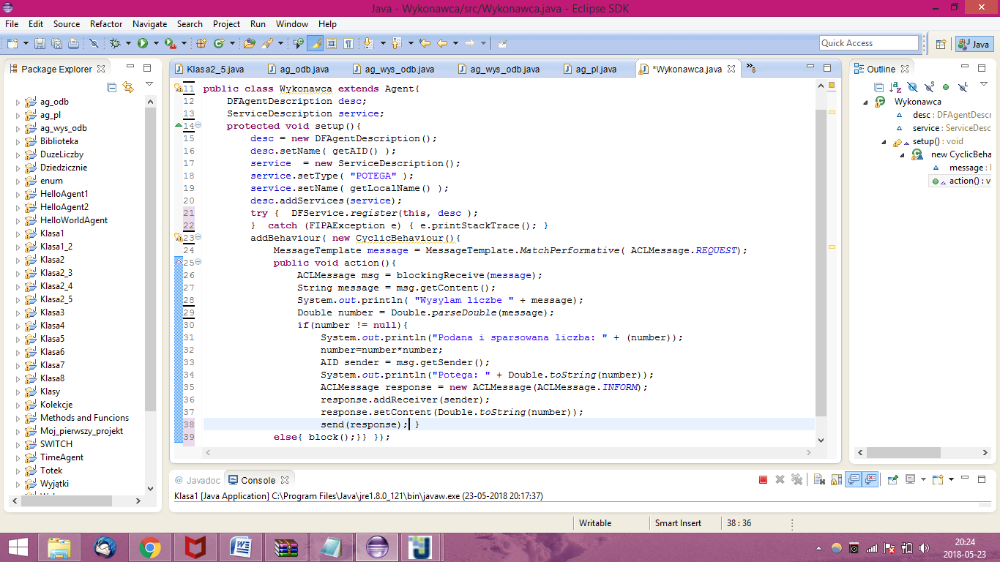 Java - Wykonawca/src/Wykonawca.java - Eclipse SDK
File Edit Source Refactor Navigate Search Project Run Window Help
Quick Access
Java
Package Explorer
ag_odb
ag_pl
ag_wys_odb
Biblioteka
DuzeLiczby
Dziedzicznie
enum
HelloAgent1
HelloAgent2
HelloWorldAgent
Klasa1
Klasa1_2
Klasa2
Klasa2_3
Klasa2_4
Klasa2_5
Klasa3
Klasa4
Klasa5
Klasa6
Klasa7
Klasa8
Klasy
Kolekcje
Methods and Funcions
Moj_pierwszy_projekt
SWITCH
TimeAgent
Totek
Wyjątki
Klasa2_5.java ag_odb.java ag_wys_odb.java ag_wys_odb.java ag_pl.java *Wykonawca.java »8
11 public class Wykonawca extends Agent{
12 DFAgentDescription desc;
13 ServiceDescription service;
14 protected void setup(){
15 desc = new DFAgentDescription();
16 desc.setName( getAID() );
17 service  = new ServiceDescription();
18 service.setType( "POTEGA" );
19 service.setName( getLocalName() );
20 desc.addServices(service);
21 try {  DFService.register(this, desc );
22 }  catch (FIPAException e) { e.printStackTrace(); }
23 addBehaviour( new CyclicBehaviour(){
24 MessageTemplate message = MessageTemplate.MatchPerformative( ACLMessage.REQUEST);
25 public void action(){
26 ACLMessage msg = blockingReceive(message);
27 String message = msg.getContent();
28 System.out.println( "Wysylam liczbe " + message);
29 Double number = Double.parseDouble(message);
30 if(number != null){
31 System.out.println("Podana i sparsowana liczba: " + (number));
32 number=number*number;
33 AID sender = msg.getSender();
34 System.out.println("Potega: " + Double.toString(number));
35 ACLMessage response = new ACLMessage(ACLMessage.INFORM);
36 response.addReceiver(sender);
37 response.setContent(Double.toString(number));
38 send(response); }
39 else{ block();}} });
Outline
Wykonawca
desc : DFAgentDescr
service : ServiceDesc
setup() : void
new CyclicBeha
message : 
action() : v
@ Javadoc Console
Klasa1 [Java Application] C:\Program Files\Java\jre1.8.0_121\bin\javaw.exe (23-05-2018 20:17:37)
Writable Smart Insert 38 : 36
20:24
2018-05-23